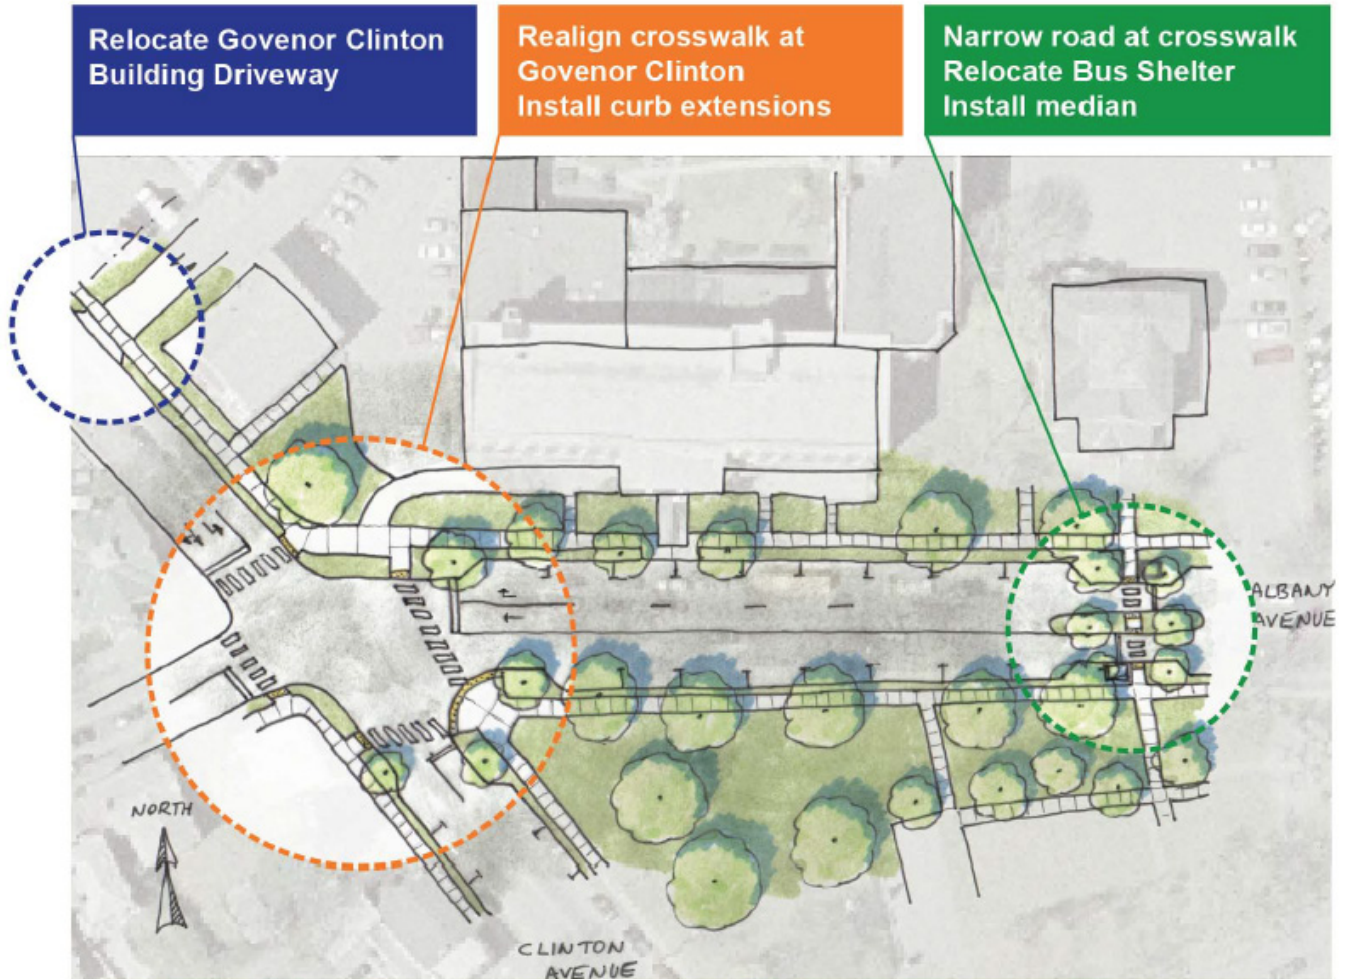 Relocate Govenor Clinton
Building Driveway
Realign crosswalk at
Govenor Clinton
Install curb extensions
Narrow road at crosswalk
Relocate Bus Shelter
Install median
ALBANY
AVENUE
NORTH
CLINTON
AVENUE